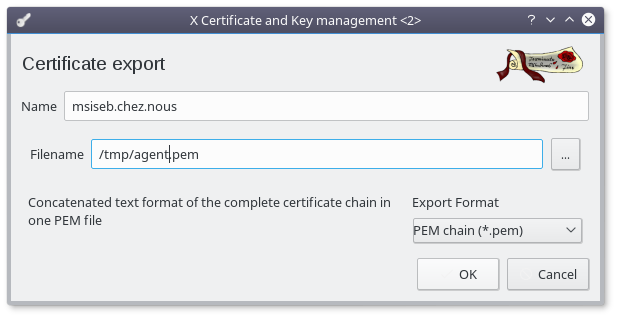 X Certificate and Key management <2>
Certificate export
Name
msiseb.chez.nous
Filename
/tmp/agent.pem
...
Concatenated text format of the complete certificate chain in
one PEM file
Export Format
PEM chain (*.pem)
OK
Cancel